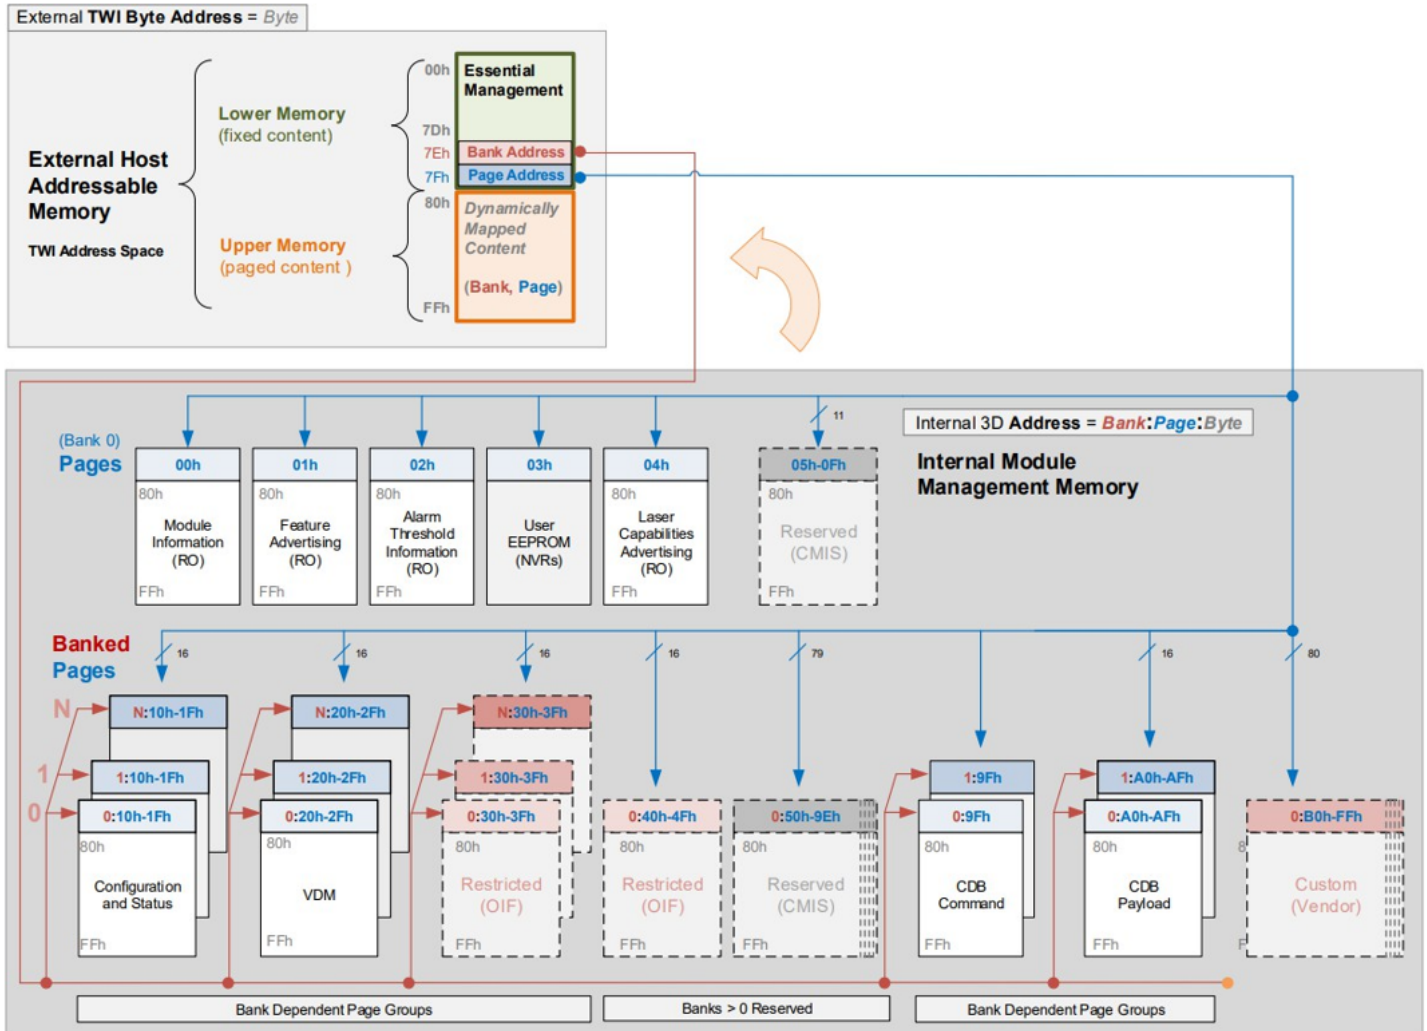 External TWI Byte Address = Byte
External Host
Addressable
Memory
TWI Address Space
Lower Memory
(fixed content)
Upper Memory
(paged content )
00h
7Dh
7Eh
7Fh
80h
FFh
Essential
Management
Bank Address
Page Address
Dynamically
Mapped
Content
(Bank, Page)
Internal 3D Address = Bank:Page:Byte
Internal Module
Management Memory
(Bank 0)
Pages
11
00h
80h
Module
Information
(RO)
FFh
01h
80h
Feature
Advertising
(RO)
FFh
02h
80h
Alarm
Threshold
Information
(RO)
FFh
03h
User
EEPROM
(NVRs)
04h
80h
Laser
Capabilities
Advertising
(RO)
FFh
05h-0Fh
80h
Reserved
(CMIS)
FFh
Banked
Pages
16
16
16
16
79
16
80
N
1
0
N:10h-1Fh
1:10h-1Fh
0:10h-1Fh
80h
Configuration
and Status
FFh
N:20h-2Fh
1:20h-2Fh
0:20h-2Fh
80h
VDM
FFh
N:30h-3Fh
1:30h-3Fh
0:30h-3Fh
80h
Restricted
(OIF)
FFh
0:40h-4Fh
80h
Restricted
(OIF)
FFh
0:50h-9Eh
80h
Reserved
(CMIS)
FFh
1:9Fh
0:9Fh
80h
CDB
Command
FFh
1:A0h-AFh
0:A0h-AFh
80h
CDB
Payload
FFh
0:B0h-FFh
Custom
(Vendor)
Bank Dependent Page Groups
Banks > 0 Reserved
Bank Dependent Page Groups